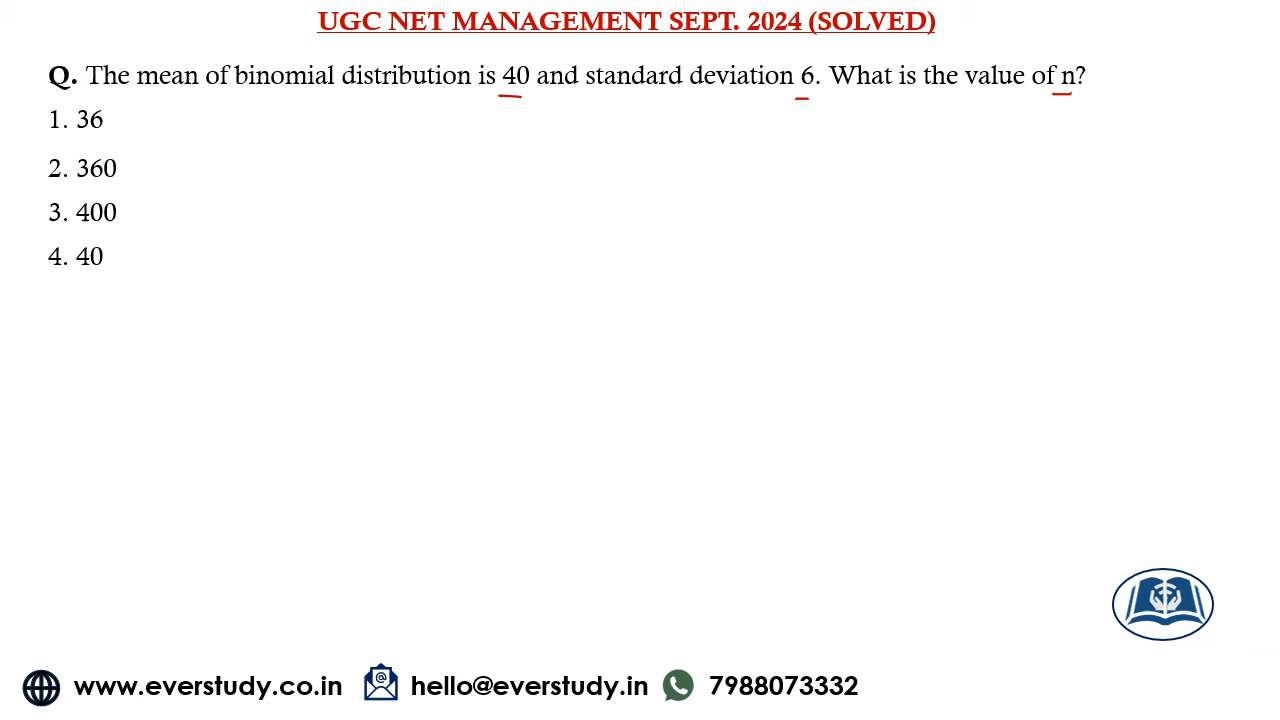 UGC NET MANAGEMENT SEPT. 2024 (SOLVED)
Q. The mean of binomial distribution is 40 and standard deviation 6. What is the value of n?
1. 36
2. 360
3. 400
4. 40
www.everstudy.co.in hello@everstudy.in 7988073332